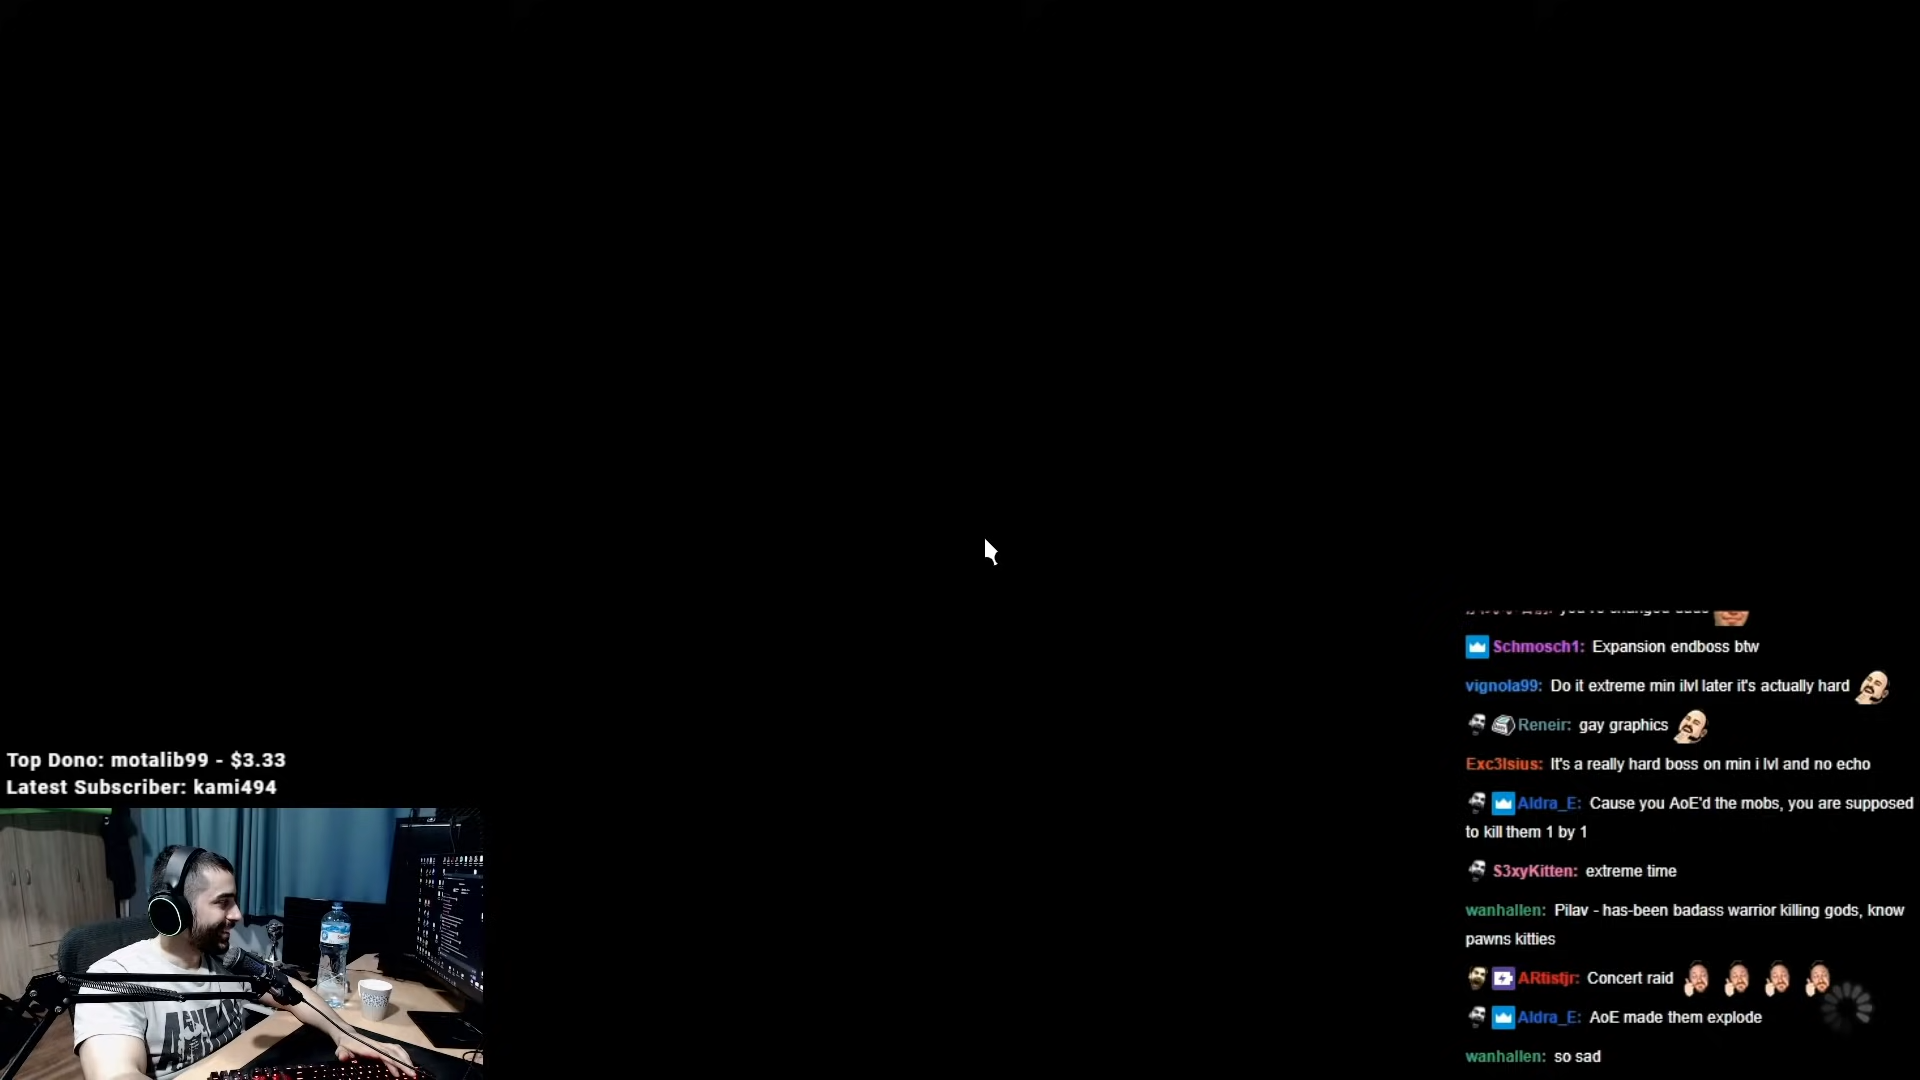 Schmosch1: Expansion endboss btw
vignola99: Do it extreme min ilvl later it's actually hard
Reneir: gay graphics
Exc3lsius: It's a really hard boss on min i lvl and no echo
Aldra_E: Cause you AoE'd the mobs, you are supposed
to kill them 1 by 1
S3xyKitten: extreme time
wanhallen: Pilav - has-been badass warrior killing gods, know
pawns kitties
ARtistjr: Concert raid
Aldra_E: AoE made them explode
wanhallen: so sad
Top Dono: motalib99 - $3.33
Latest Subscriber: kami494